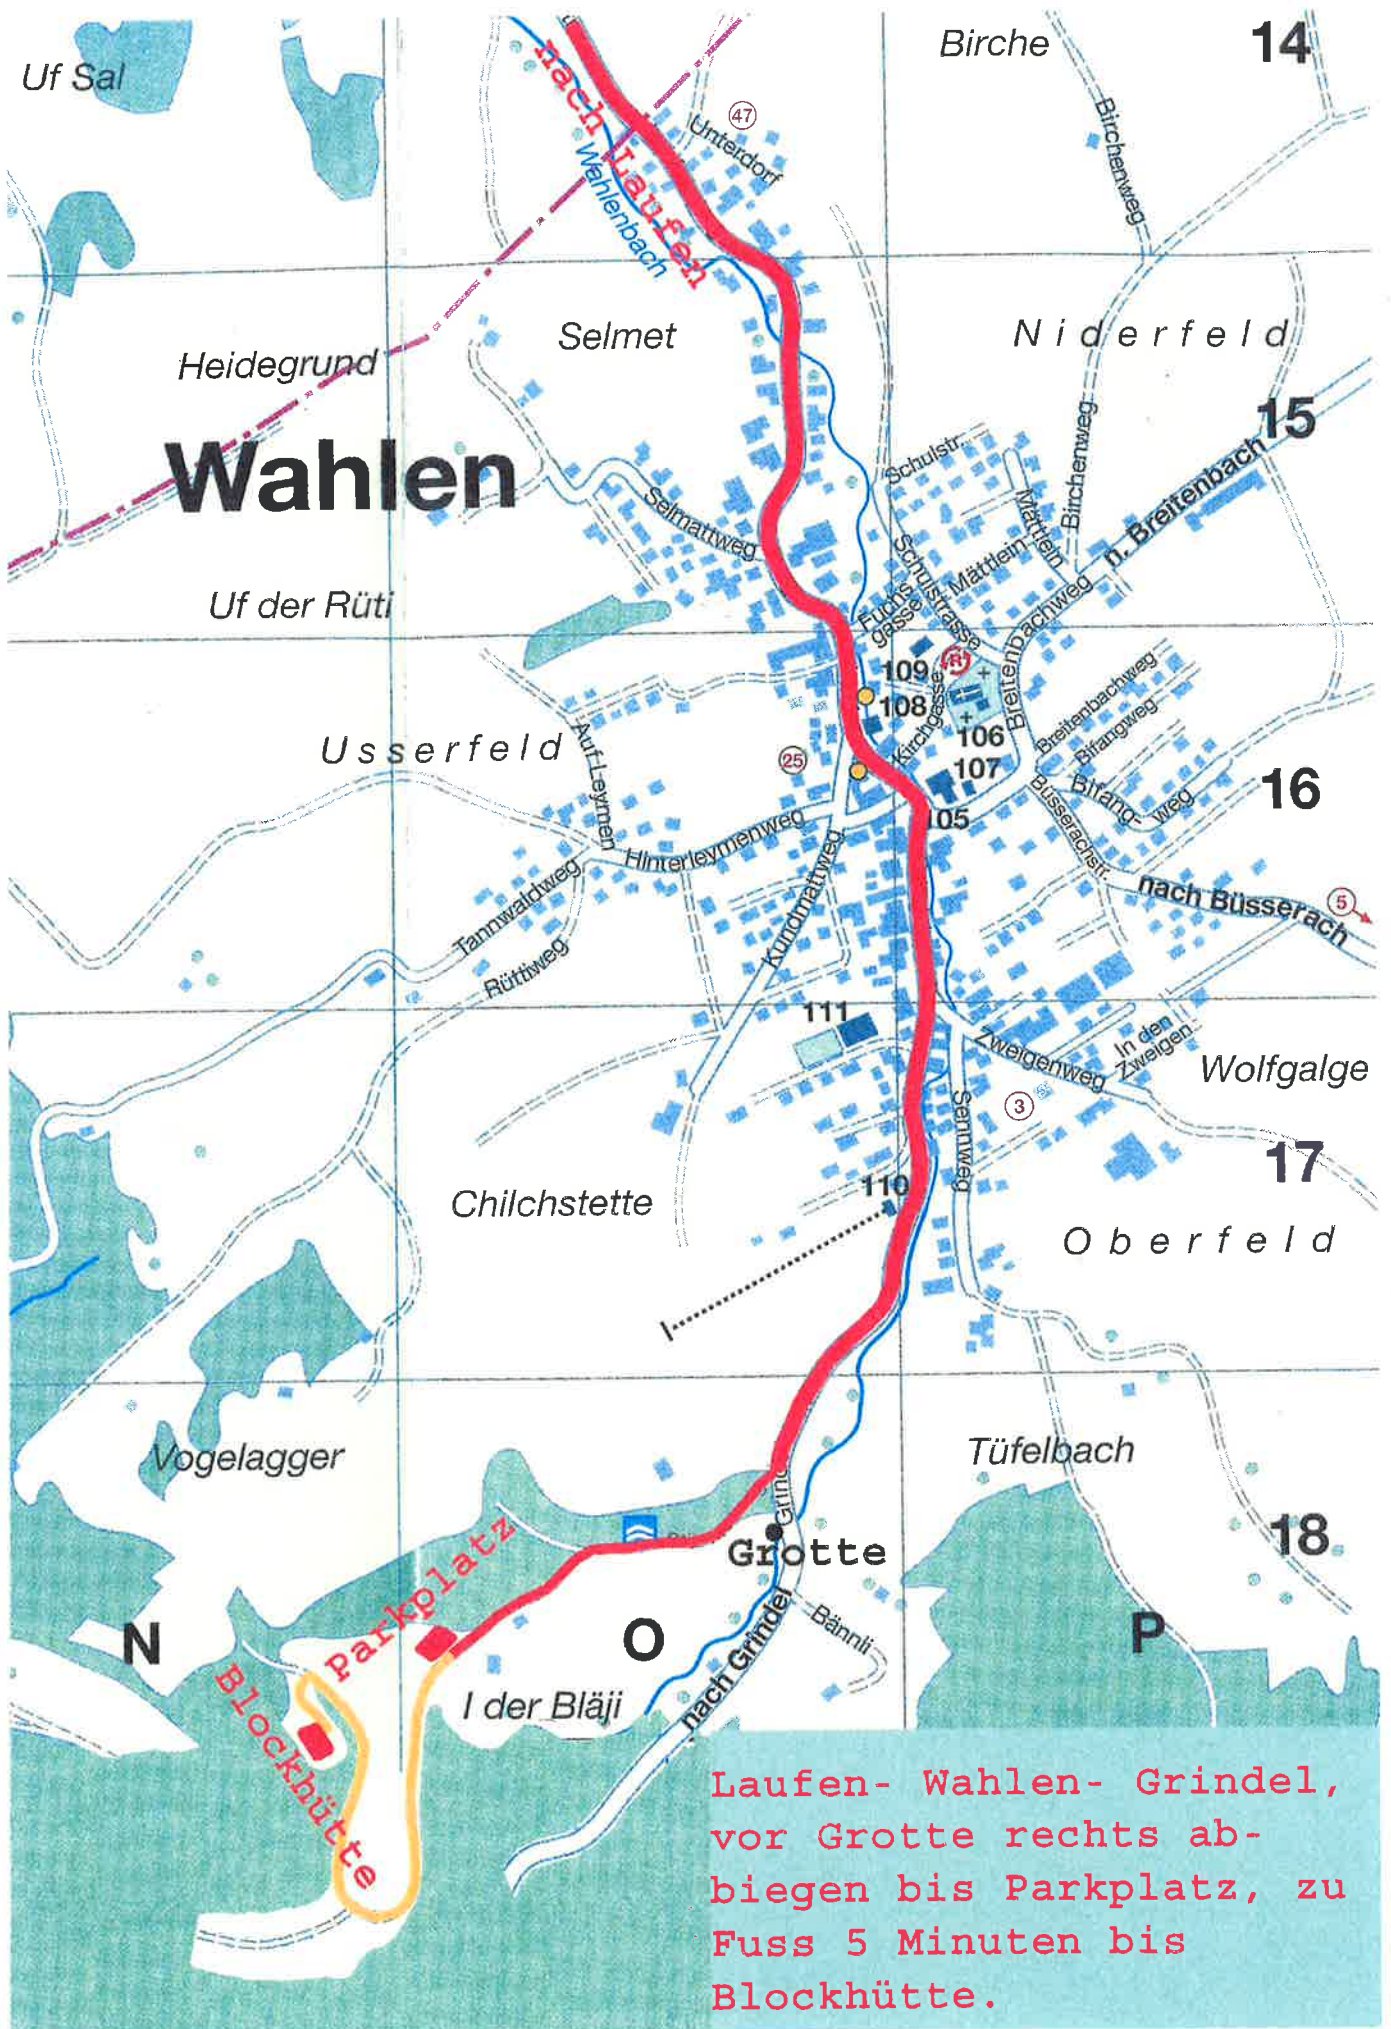 Uf Sal
Birche
14
nach Laufen
47
Unterdorf
Wahlenbach
Birchenweg
Selmet
Niderfeld
Heidegrund
15
Wahlen
Schulstr.
Birchenweg
n. Breitenbach
Selmattweg
Mättlein
Mättlein
Schulstrasse
Fuchs
gasse
Breitenbachweg
Uf der Rüti
109
R
108
Kirchgasse
106
Breitenbachweg
Bifangweg
Usserfeld
Auf Leymen
25
107
16
Bifang-
weg
105
Büsserachstr.
Hinterleymenweg
Kundmattweg
nach Büsserach
5
Tannwaldweg
Rüttiweg
111
Zweigenweg
In den
Zweigen
Wolfgalge
3
Sennweg
17
Chilchstette
110
Oberfeld
Vogelagger
Tüfelbach
Grind
18
Grotte
Parkplatz
N
O
P
Bännli
nach Grindel
Blockhütte
I der Bläji
Laufen- Wahlen- Grindel,
vor Grotte rechts ab-
biegen bis Parkplatz, zu
Fuss 5 Minuten bis
Blockhütte.